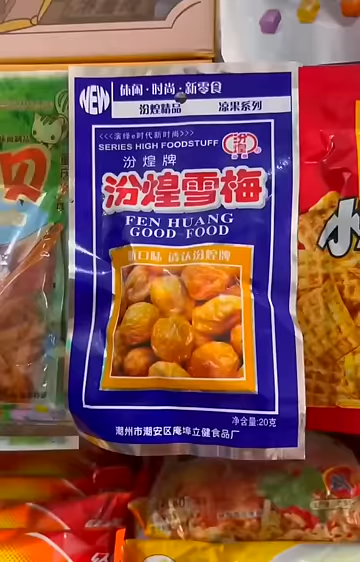 NEW
休闲·时尚·新零食
汾煌精品 凉果系列
<<<演绎e时代新时尚>>>
SERIES HIGH FOODSTUFF
汾煌牌
汾煌
汾煌雪梅
FEN HUANG
GOOD FOOD
口味 请认汾煌牌
净含量:20克
潮州市潮安区庵埠立健食品厂
贝